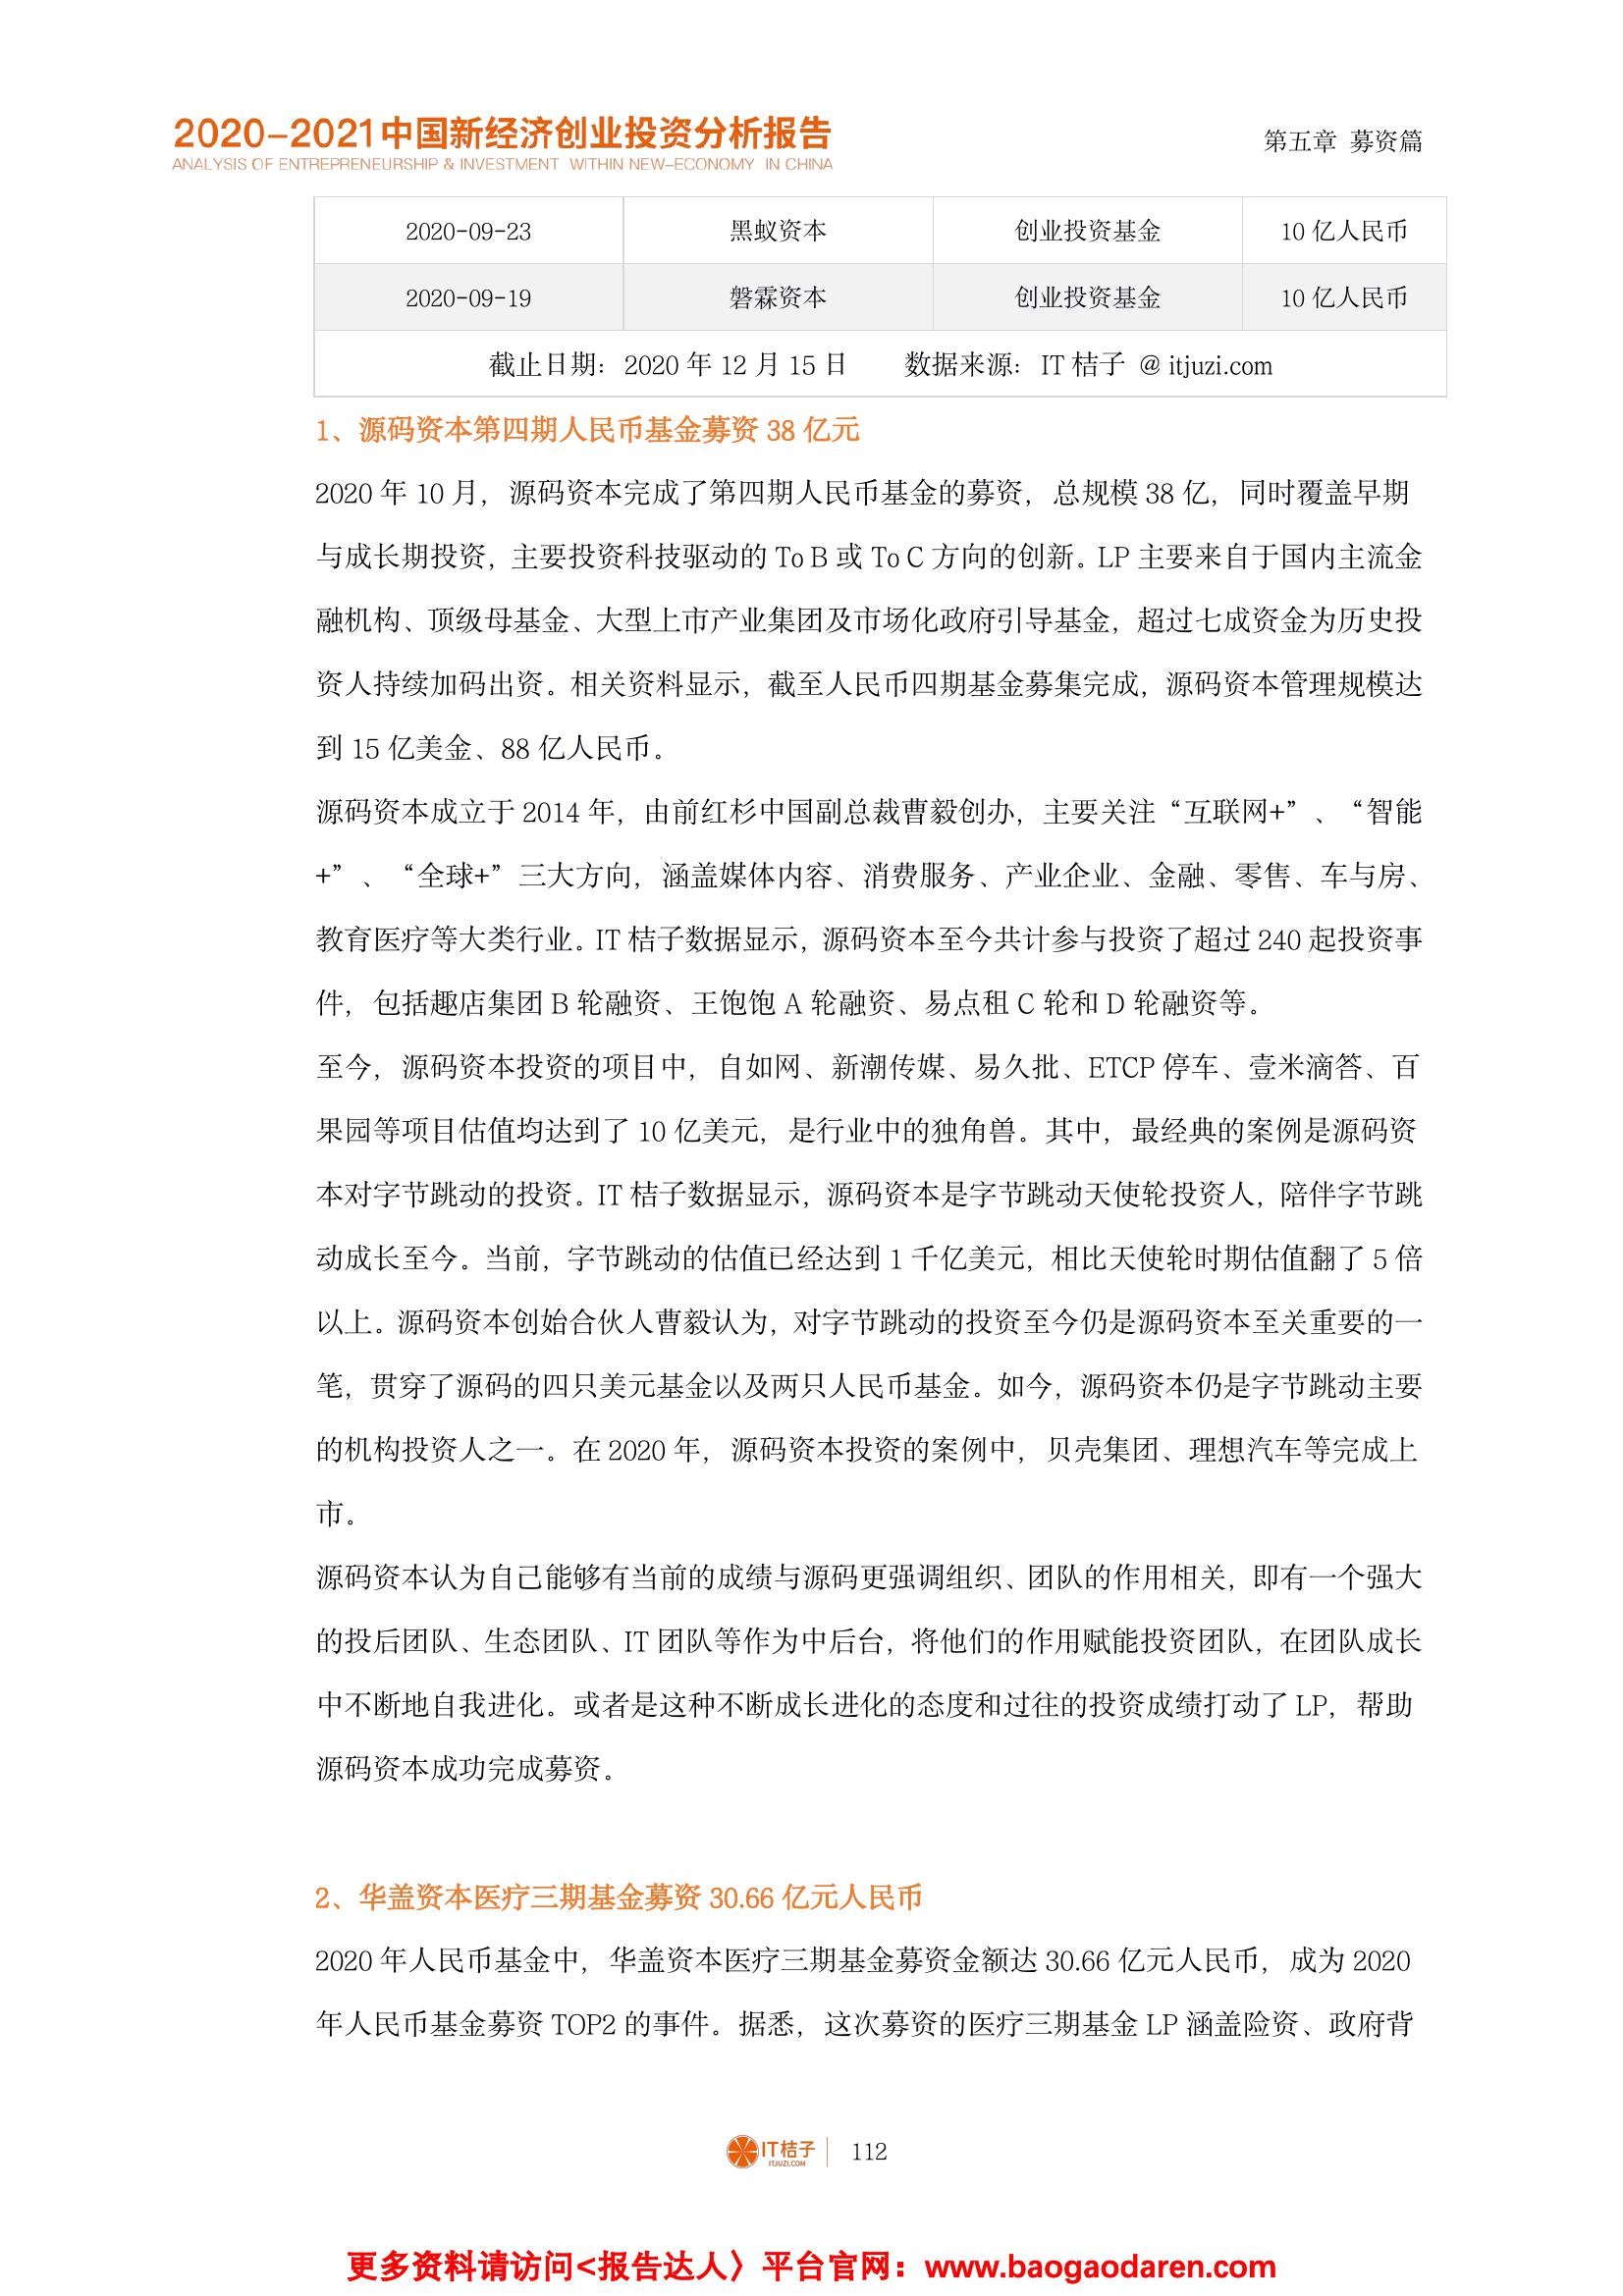 2020-2021中国新经济创业投资分析报告
ANALYSIS OF ENTREPRENEURSHIP & INVESTMENT WITHIN NEW-ECONOMY IN CHINA
第五章 募资篇
2020-09-23 黑蚁资本 创业投资基金 10 亿人民币
2020-09-19 磐霖资本 创业投资基金 10 亿人民币
截止日期：2020 年 12 月 15 日 数据来源：IT 桔子 @ itjuzi.com
1、源码资本第四期人民币基金募资 38 亿元
2020 年 10 月，源码资本完成了第四期人民币基金的募资，总规模 38 亿，同时覆盖早期
与成长期投资，主要投资科技驱动的 To B 或 To C 方向的创新。LP 主要来自于国内主流金
融机构、顶级母基金、大型上市产业集团及市场化政府引导基金，超过七成资金为历史投
资人持续加码出资。相关资料显示，截至人民币四期基金募集完成，源码资本管理规模达
到 15 亿美金、88 亿人民币。
源码资本成立于 2014 年，由前红杉中国副总裁曹毅创办，主要关注“互联网+”、“智能
+”、“全球+”三大方向，涵盖媒体内容、消费服务、产业企业、金融、零售、车与房、
教育医疗等大类行业。IT 桔子数据显示，源码资本至今共计参与投资了超过 240 起投资事
件，包括趣店集团 B 轮融资、王饱饱 A 轮融资、易点租 C 轮和 D 轮融资等。
至今，源码资本投资的项目中，自如网、新潮传媒、易久批、ETCP 停车、壹米滴答、百
果园等项目估值均达到了 10 亿美元，是行业中的独角兽。其中，最经典的案例是源码资
本对字节跳动的投资。IT 桔子数据显示，源码资本是字节跳动天使轮投资人，陪伴字节跳
动成长至今。当前，字节跳动的估值已经达到 1 千亿美元，相比天使轮时期估值翻了 5 倍
以上。源码资本创始合伙人曹毅认为，对字节跳动的投资至今仍是源码资本至关重要的一
笔，贯穿了源码的四只美元基金以及两只人民币基金。如今，源码资本仍是字节跳动主要
的机构投资人之一。在 2020 年，源码资本投资的案例中，贝壳集团、理想汽车等完成上
市。
源码资本认为自己能够有当前的成绩与源码更强调组织、团队的作用相关，即有一个强大
的投后团队、生态团队、IT 团队等作为中后台，将他们的作用赋能投资团队，在团队成长
中不断地自我进化。或者是这种不断成长进化的态度和过往的投资成绩打动了 LP，帮助
源码资本成功完成募资。
2、华盖资本医疗三期基金募资 30.66 亿元人民币
2020 年人民币基金中，华盖资本医疗三期基金募资金额达 30.66 亿元人民币，成为 2020
年人民币基金募资 TOP2 的事件。据悉，这次募资的医疗三期基金 LP 涵盖险资、政府背
IT桔子
ITJUZI.COM
112
更多资料请访问<报告达人〉平台官网：www.baogaodaren.com